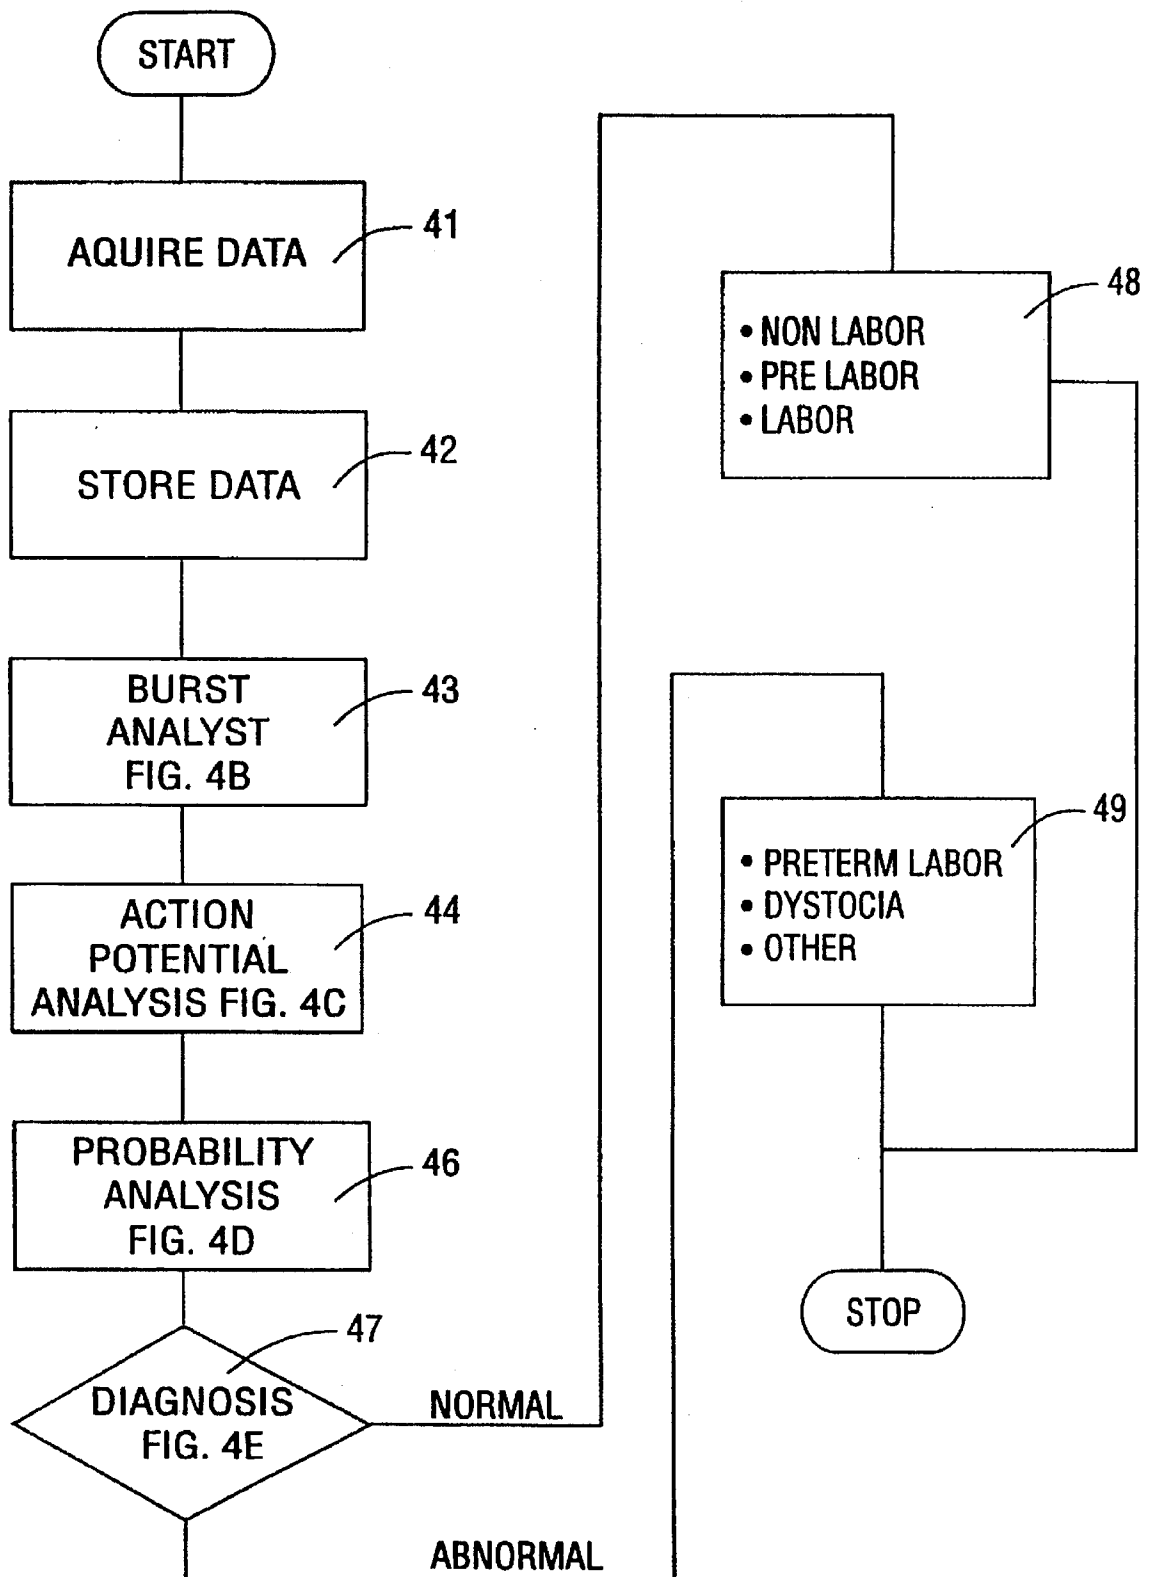 START
AQUIRE DATA
41
STORE DATA
42
BURST
ANALYST
FIG. 4B
43
ACTION
POTENTIAL
ANALYSIS FIG. 4C
44
PROBABILITY
ANALYSIS
FIG. 4D
46
DIAGNOSIS
FIG. 4E
47
NORMAL
ABNORMAL
• NON LABOR
• PRE LABOR
• LABOR
48
• PRETERM LABOR
• DYSTOCIA
• OTHER
49
STOP